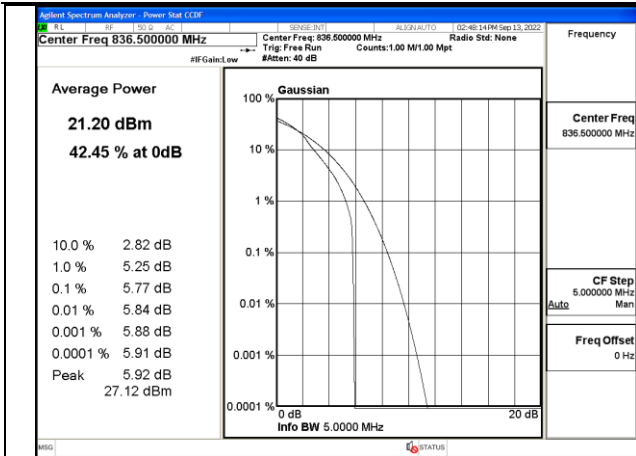 Agilent Spectrum Analyzer - Power Stat CCDF
RL RF 50 Ω AC SENSE:INT ALIGN AUTO 02:48:14 PM Sep 13, 2022
Center Freq 836.500000 MHz
Center Freq: 836.500000 MHz Radio Std: None
Trig: Free Run Counts:1.00 M/1.00 Mpt
#IFGain:Low #Atten: 40 dB
Frequency
Average Power
21.20 dBm
42.45 % at 0dB
10.0 % 2.82 dB
1.0 % 5.25 dB
0.1 % 5.77 dB
0.01 % 5.84 dB
0.001 % 5.88 dB
0.0001 % 5.91 dB
Peak 5.92 dB
27.12 dBm
Gaussian
100 %
10 %
1 %
0.1 %
0.01 %
0.001 %
0.0001 %
0 dB 20 dB
Info BW 5.0000 MHz
Center Freq
836.500000 MHz
CF Step
5.000000 MHz
Auto Man
Freq Offset
0 Hz
MSG STATUS